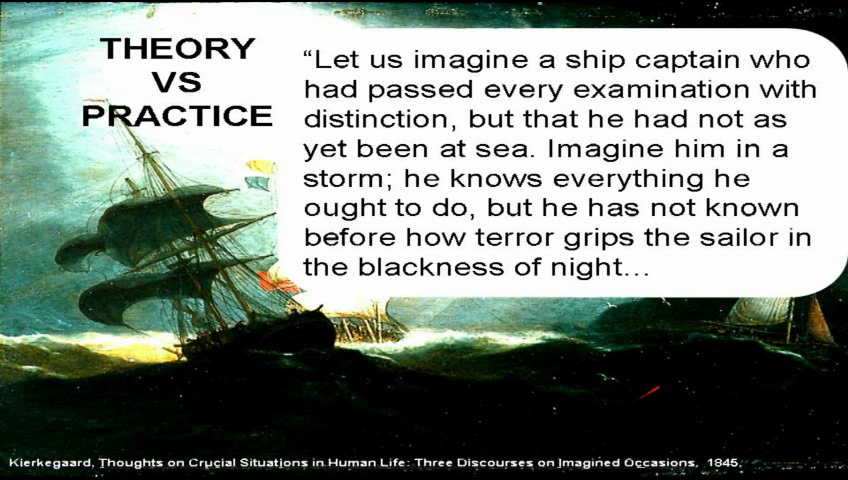 THEORY
VS
PRACTICE
“Let us imagine a ship captain who
had passed every examination with
distinction, but that he had not as
yet been at sea. Imagine him in a
storm; he knows everything he
ought to do, but he has not known
before how terror grips the sailor in
the blackness of night...
Kierkegaard, Thoughts on Crucial Situations in Human Life: Three Discourses on Imagined Occasions, 1845.